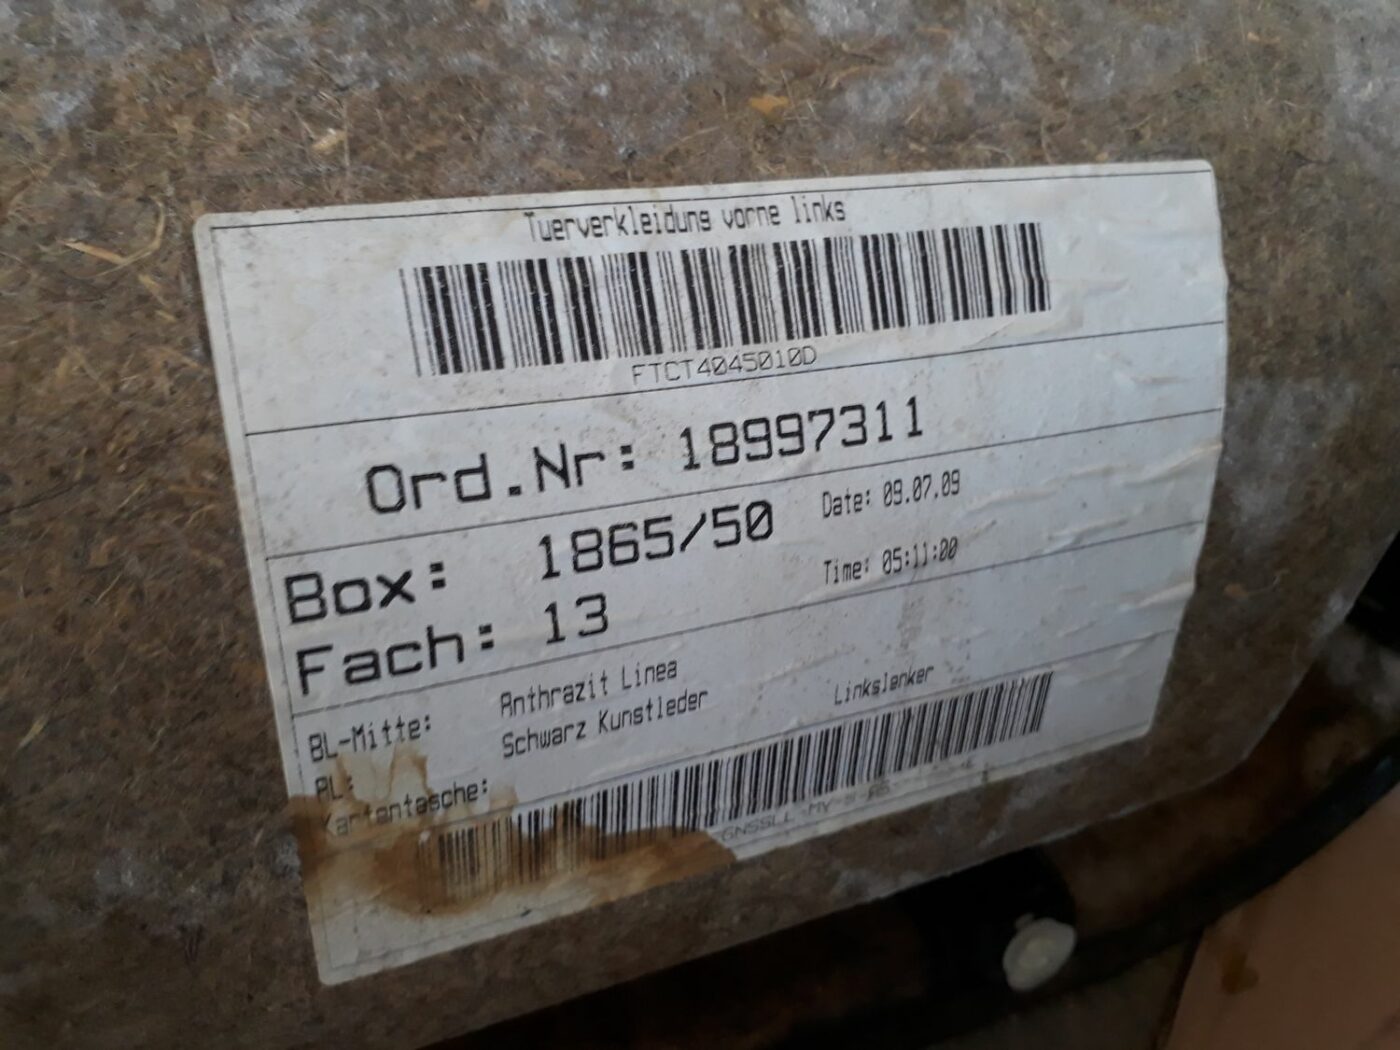 Tuerverkleidung vorne links
FTCT4045010D
Ord.Nr: 18997311
Box: 1865/50 Date: 09.07.09
Fach: 13 Time: 05:11:00
BL-Mitte: Anthrazit Linea
AL: Schwarz Kunstleder Linkslenker
Kartentasche: